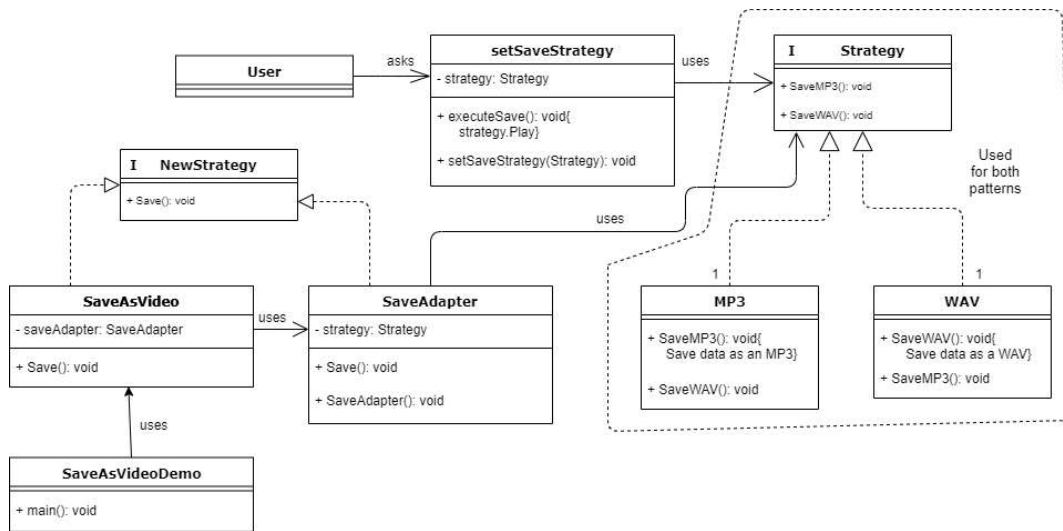 User
asks
setSaveStrategy
- strategy: Strategy
+ executeSave(): void{
strategy.Play}
+ setSaveStrategy(Strategy): void
uses
I Strategy
+ SaveMP3(): void
+ SaveWAV(): void
Used
for both
patterns
I NewStrategy
+ Save(): void
uses
SaveAsVideo
- saveAdapter: SaveAdapter
+ Save(): void
uses
SaveAdapter
- strategy: Strategy
+ Save(): void
+ SaveAdapter(): void
1
MP3
+ SaveMP3(): void{
Save data as an MP3}
+ SaveWAV(): void
1
WAV
+ SaveWAV(): void{
Save data as a WAV}
+ SaveMP3(): void
uses
SaveAsVideoDemo
+ main(): void